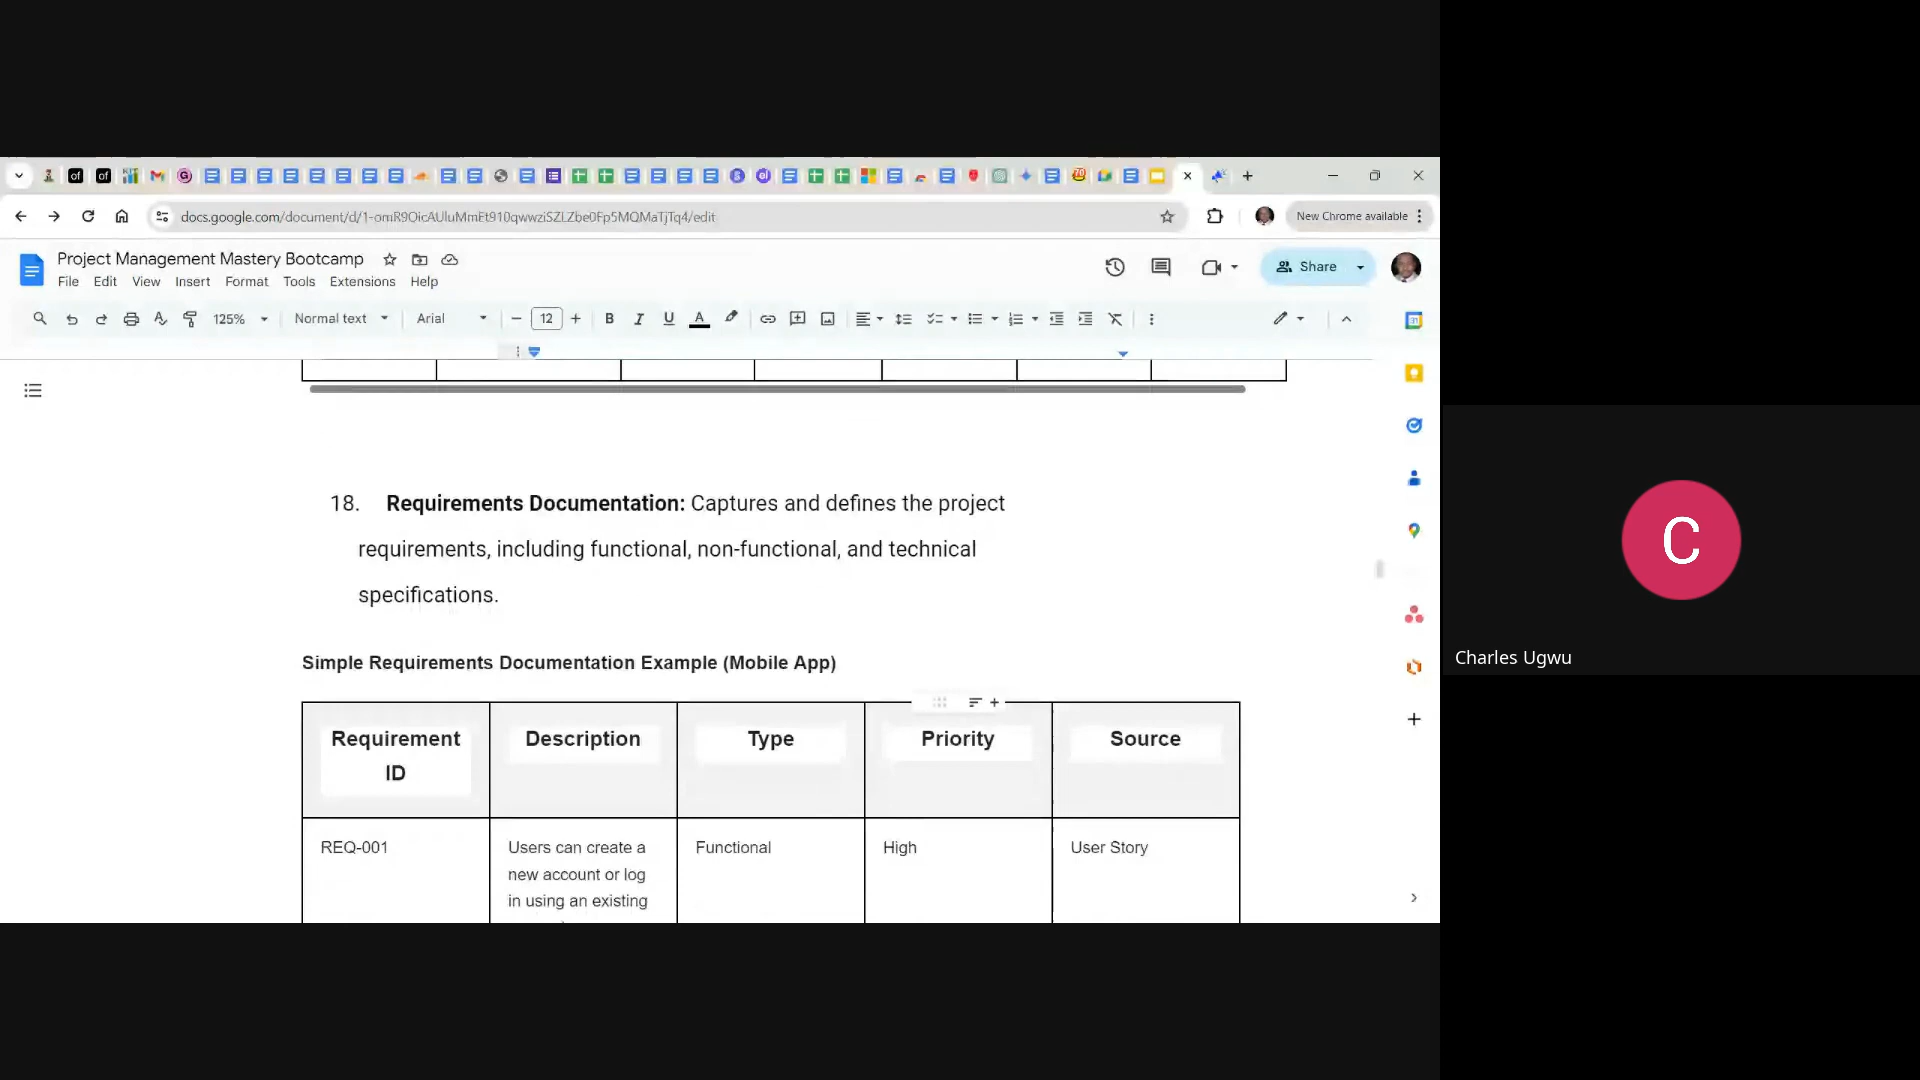 docs.google.com/document/d/1-omR9OicAUluMmEt910qwwziSZLZbe0Fp5MQMaTjTq4/edit
New Chrome available
Project Management Mastery Bootcamp
File Edit View Insert Format Tools Extensions Help
Share
125% Normal text Arial 12
18. Requirements Documentation: Captures and defines the project
requirements, including functional, non-functional, and technical
specifications.
Simple Requirements Documentation Example (Mobile App)
Requirement ID Description Type Priority Source
REQ-001 Users can create a Functional High User Story
new account or log
in using an existing
C
Charles Ugwu